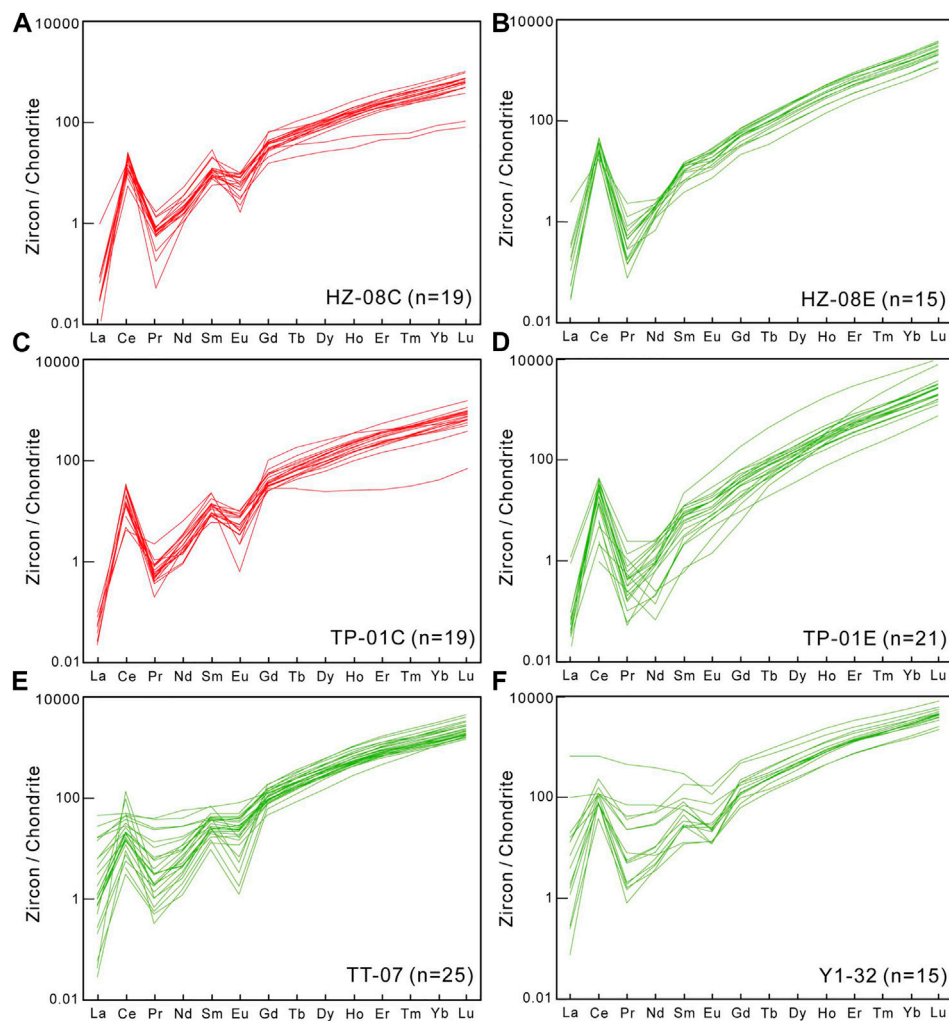 A
B
10000
100
1
0.01
Zircon / Chondrite
HZ-08C (n=19)
La Ce Pr Nd Sm Eu Gd Tb Dy Ho Er Tm Yb Lu
10000
100
1
0.01
Zircon / Chondrite
HZ-08E (n=15)
La Ce Pr Nd Sm Eu Gd Tb Dy Ho Er Tm Yb Lu
C
D
10000
100
1
0.01
Zircon / Chondrite
TP-01C (n=19)
La Ce Pr Nd Sm Eu Gd Tb Dy Ho Er Tm Yb Lu
10000
100
1
0.01
Zircon / Chondrite
TP-01E (n=21)
La Ce Pr Nd Sm Eu Gd Tb Dy Ho Er Tm Yb Lu
E
F
10000
100
1
0.01
Zircon / Chondrite
TT-07 (n=25)
La Ce Pr Nd Sm Eu Gd Tb Dy Ho Er Tm Yb Lu
10000
100
1
0.01
Zircon / Chondrite
Y1-32 (n=15)
La Ce Pr Nd Sm Eu Gd Tb Dy Ho Er Tm Yb Lu